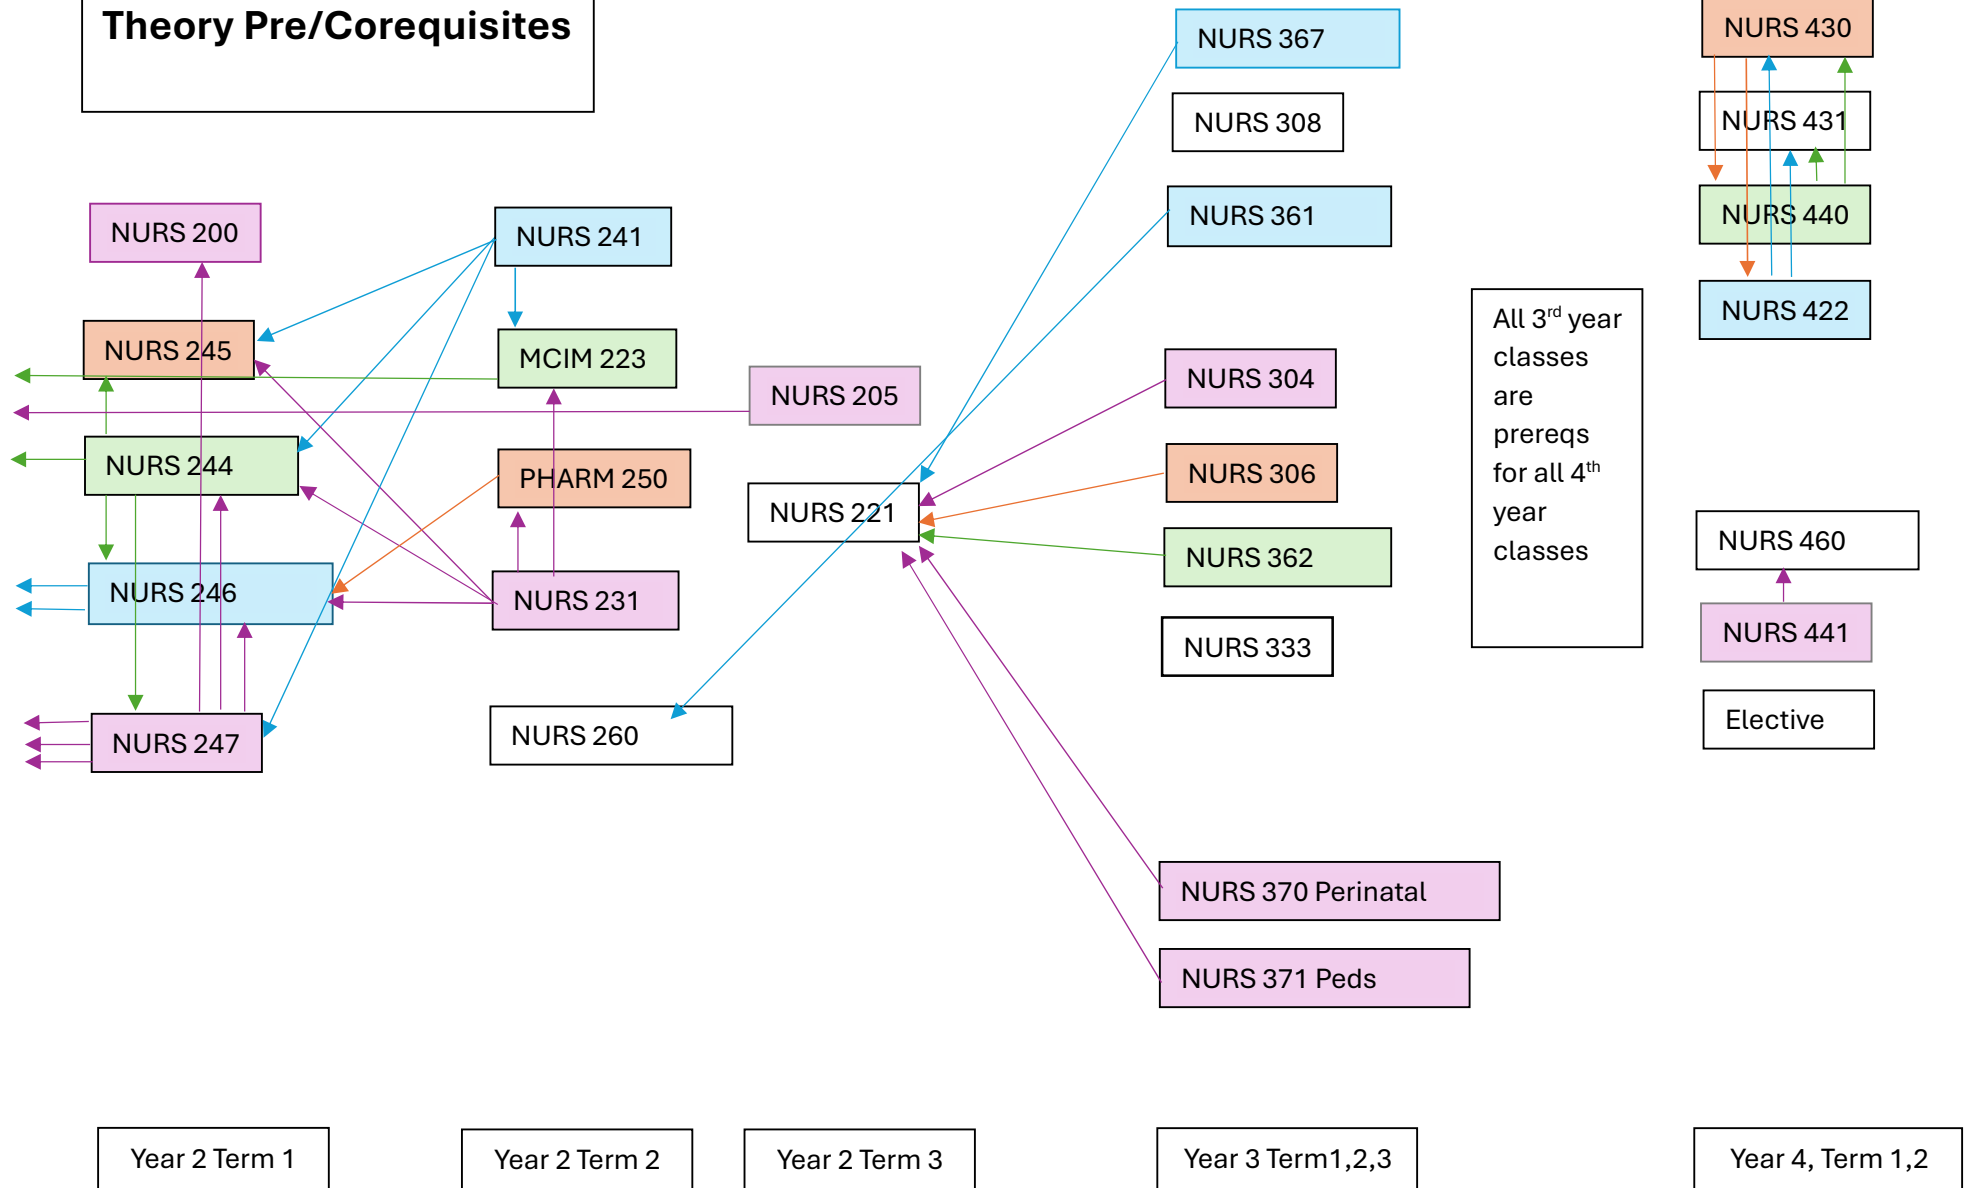 Theory Pre/Corequisites
NURS 200
NURS 245
NURS 244
NURS 246
NURS 247
Year 2 Term 1
NURS 241
MCIM 223
PHARM 250
NURS 231
NURS 260
Year 2 Term 2
NURS 205
NURS 221
Year 2 Term 3
NURS 367
NURS 308
NURS 361
NURS 304
NURS 306
NURS 362
NURS 333
NURS 370 Perinatal
NURS 371 Peds
Year 3 Term1,2,3
All 3rd year
classes
are
prereqs
for all 4th
year
classes
NURS 430
NURS 431
NURS 440
NURS 422
NURS 460
NURS 441
Elective
Year 4, Term 1,2